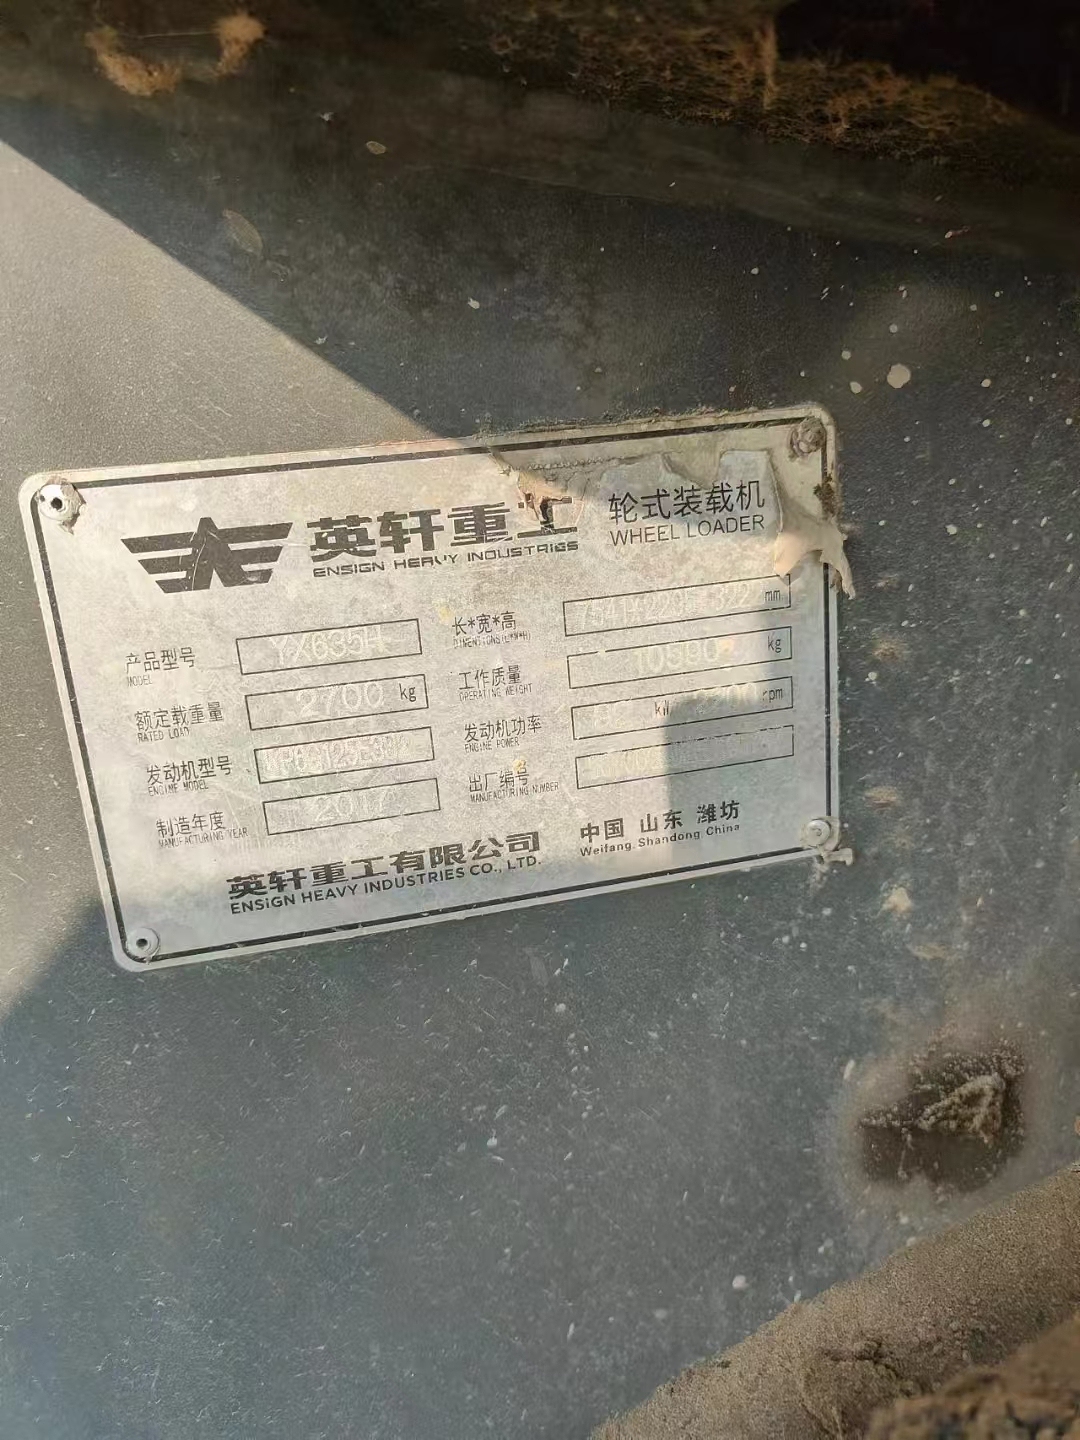 英轩重工
ENSIGN HEAVY INDUSTRIES
轮式装载机
WHEEL LOADER
产品型号 YX635H
MODEL
长*宽*高 mm
DIMENSIONS(L*W*H)
额定载重量 2700 kg
RATED LOAD
工作质量 kg
OPERATING WEIGHT
发动机型号
ENGINE MODEL
发动机功率 kW rpm
ENGINE POWER
制造年度
MANUFACTURING YEAR
出厂编号
MANUFACTURING NUMBER
英轩重工有限公司
ENSIGN HEAVY INDUSTRIES CO., LTD.
中国 山东 潍坊
Weifang Shandong China